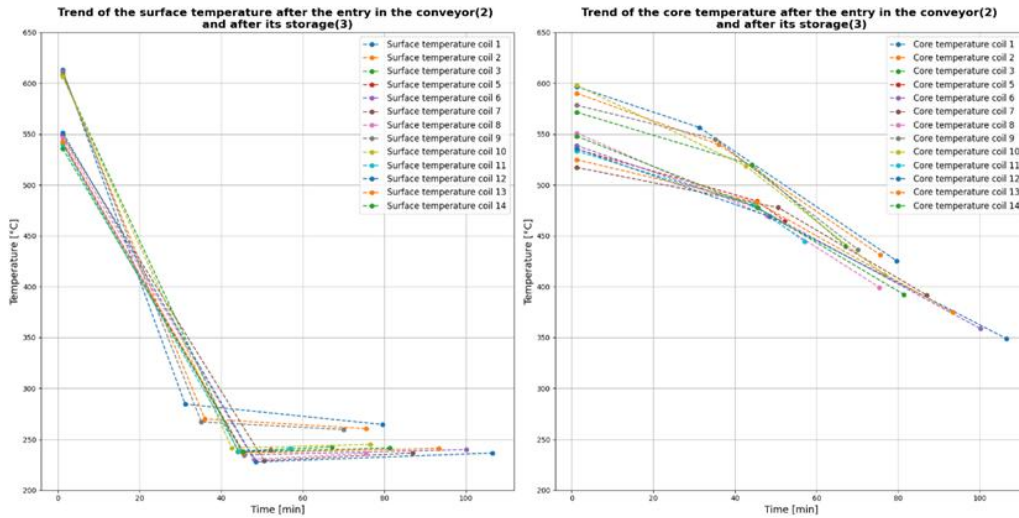 Trend of the surface temperature after the entry in the conveyor(2)
and after its storage(3)
650
600
550
500
450
400
350
300
250
200
Temperature [°C]
0
20
40
60
80
100
Time [min]
Surface temperature coil 1
Surface temperature coil 2
Surface temperature coil 3
Surface temperature coil 5
Surface temperature coil 6
Surface temperature coil 7
Surface temperature coil 8
Surface temperature coil 9
Surface temperature coil 10
Surface temperature coil 11
Surface temperature coil 12
Surface temperature coil 13
Surface temperature coil 14
Trend of the core temperature after the entry in the conveyor(2)
and after its storage(3)
650
600
550
500
450
400
350
300
250
200
Temperature [°C]
0
20
40
60
80
100
Time [min]
Core temperature coil 1
Core temperature coil 2
Core temperature coil 3
Core temperature coil 5
Core temperature coil 6
Core temperature coil 7
Core temperature coil 8
Core temperature coil 9
Core temperature coil 10
Core temperature coil 11
Core temperature coil 12
Core temperature coil 13
Core temperature coil 14